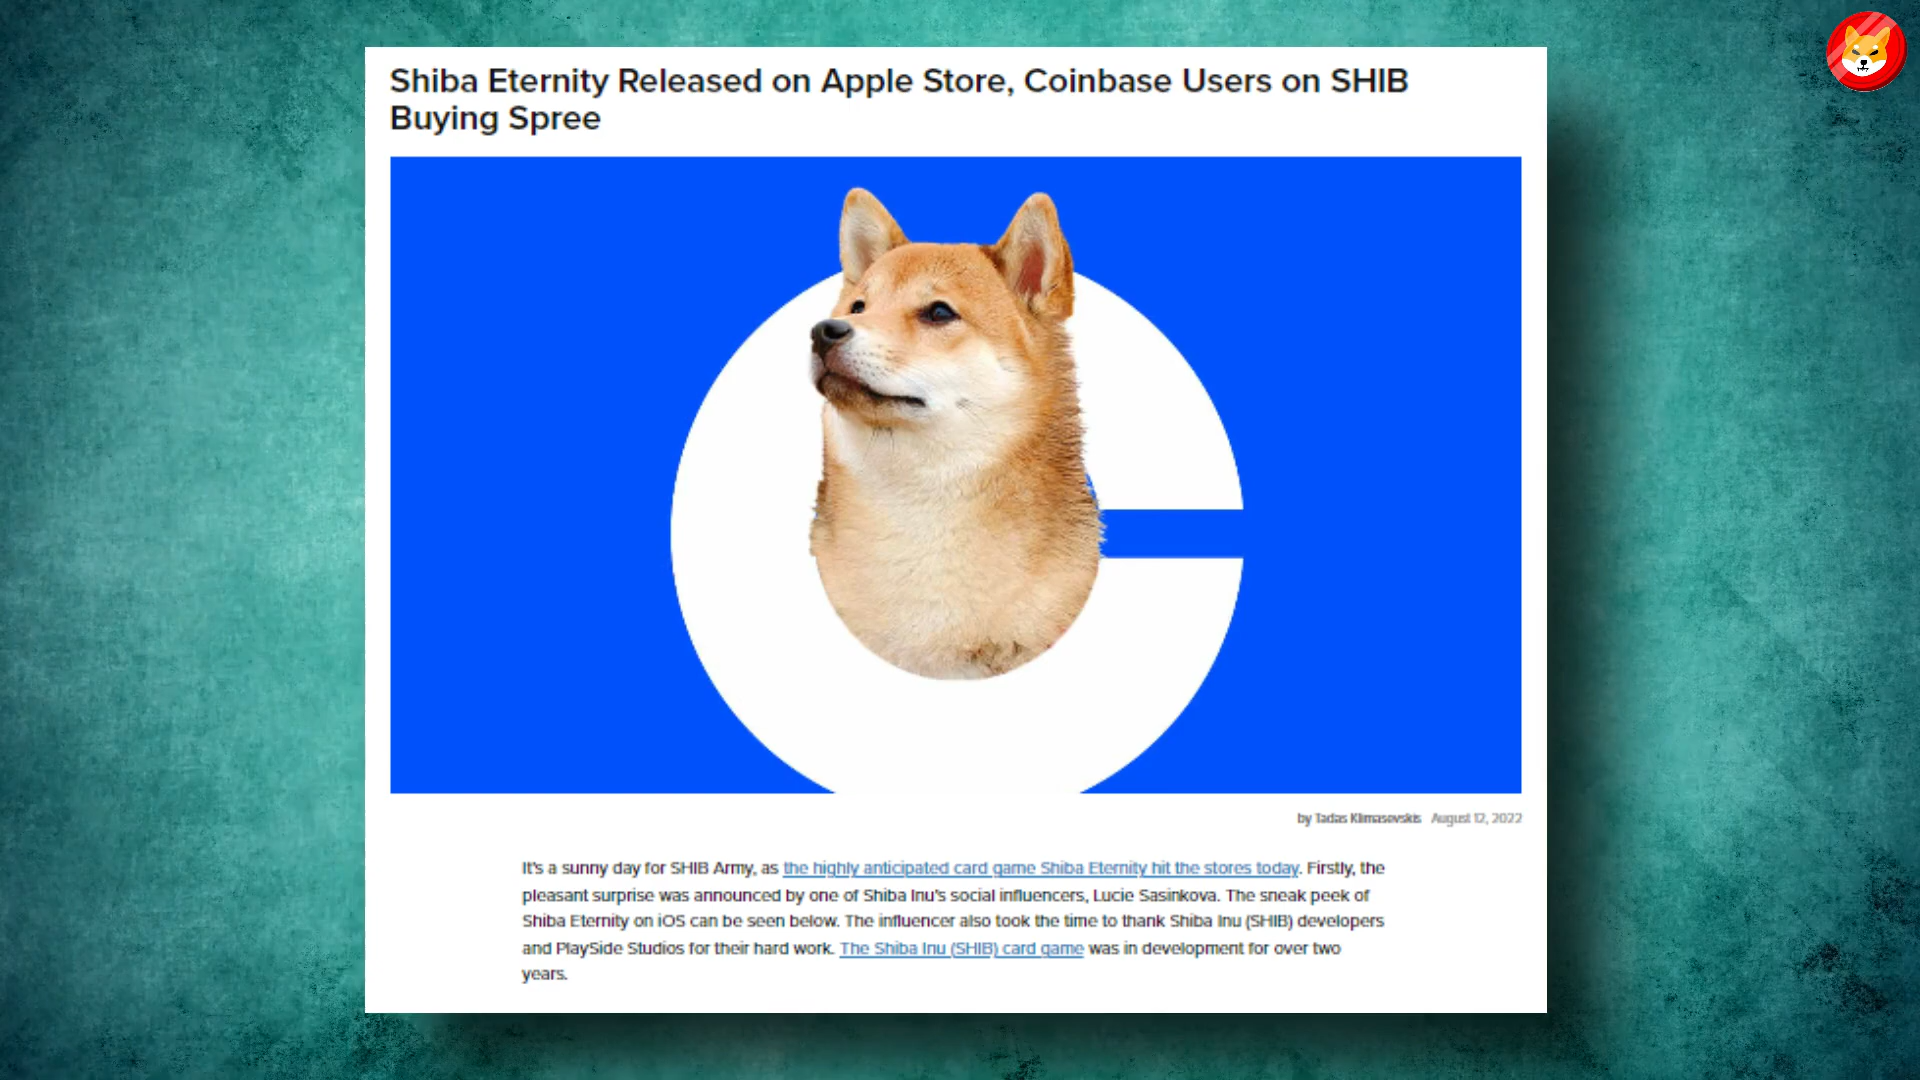 Shiba Eternity Released on Apple Store, Coinbase Users on SHIB
Buying Spree
by Tadas Klimasevskis August 12, 2022
It's a sunny day for SHIB Army, as the highly anticipated card game Shiba Eternity hit the stores today. Firstly, the
pleasant surprise was announced by one of Shiba Inu's social influencers, Lucie Sasinkova. The sneak peek of
Shiba Eternity on iOS can be seen below. The influencer also took the time to thank Shiba Inu (SHIB) developers
and PlaySide Studios for their hard work. The Shiba Inu (SHIB) card game was in development for over two
years.